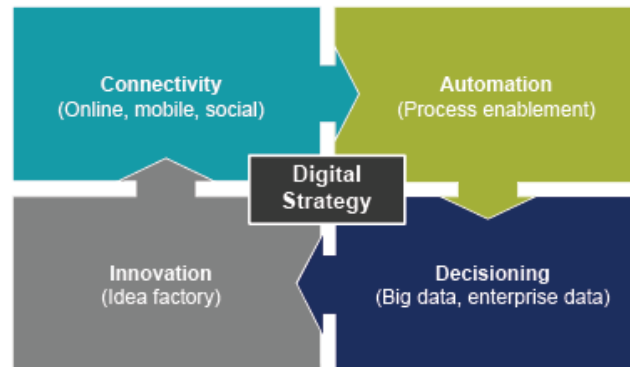 Connectivity
(Online, mobile, social)
Automation
(Process enablement)
Digital
Strategy
Innovation
(Idea factory)
Decisioning
(Big data, enterprise data)